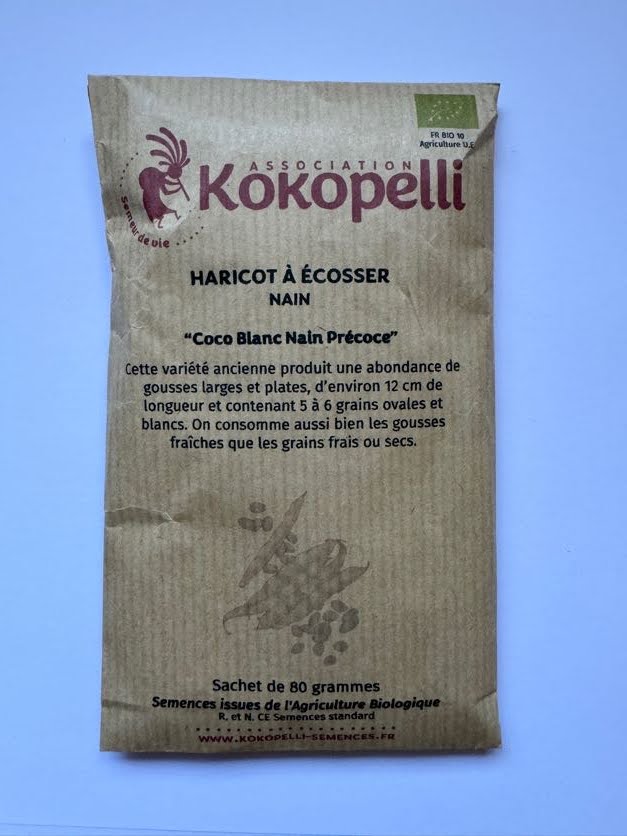 FR BIO 10
Agriculture U.E
ASSOCIATION
Kokopelli
Semeur de vie
HARICOT À ÉCOSSER
NAIN
“Coco Blanc Nain Précoce”
Cette variété ancienne produit une abondance de
gousses larges et plates, d’environ 12 cm de
longueur et contenant 5 à 6 grains ovales et
blancs. On consomme aussi bien les gousses
fraîches que les grains frais ou secs.
Sachet de 80 grammes
Semences issues de l'Agriculture Biologique
R. et N. CE Semences standard
WWW.KOKOPELLI-SEMENCES.FR